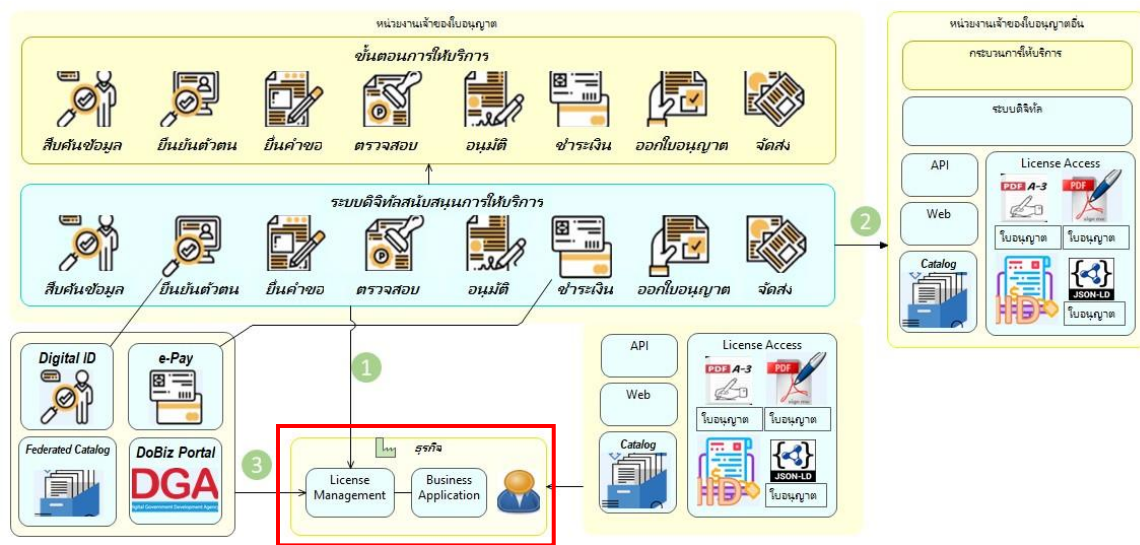 หน่วยงานเจ้าของใบอนุญาต
ขั้นตอนการให้บริการ
สืบค้นข้อมูล ยืนยันตัวตน ยื่นคำขอ ตรวจสอบ อนุมัติ ชำระเงิน ออกใบอนุญาต จัดส่ง
ระบบดิจิทัลสนับสนุนการให้บริการ
สืบค้นข้อมูล ยืนยันตัวตน ยื่นคำขอ ตรวจสอบ อนุมัติ ชำระเงิน ออกใบอนุญาต จัดส่ง
2
หน่วยงานเจ้าของใบอนุญาตอื่น
กระบวนการให้บริการ
ระบบดิจิทัล
API
Web
Catalog
License Access
PDF A-3
PDF
ใบอนุญาต
ใบอนุญาต
IID
JSON-LD
ใบอนุญาต
Digital ID
e-Pay
Federated Catalog
DoBiz Portal
DGA
Digital Government Development Agency
1
3
ธุรกิจ
License
Management
Business
Application
API
Web
Catalog
License Access
PDF A-3
PDF
ใบอนุญาต
ใบอนุญาต
IID
JSON-LD
ใบอนุญาต